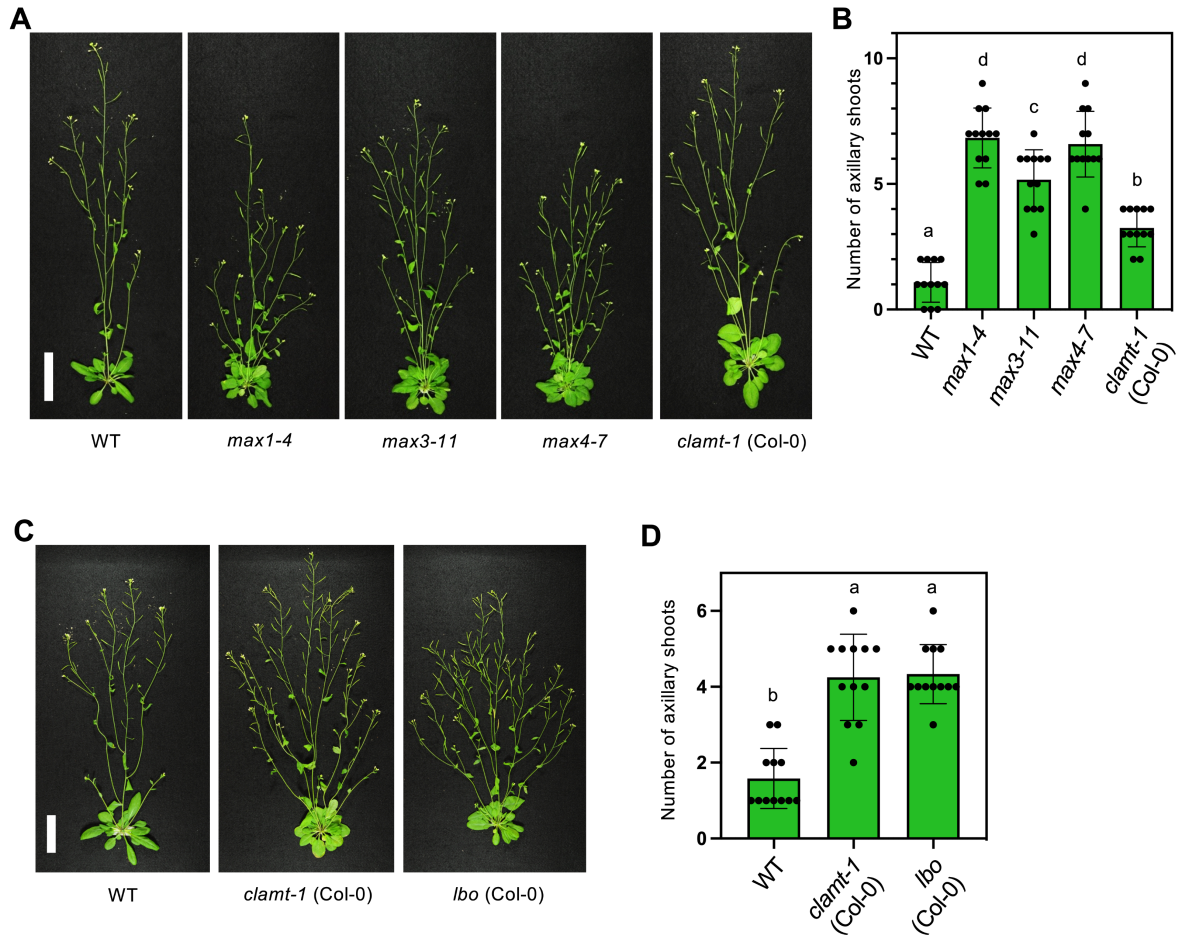 A
WT
max1-4
max3-11
max4-7
clamt-1 (Col-0)
B
Number of axillary shoots
10
5
0
a
d
c
d
b
WT
max1-4
max3-11
max4-7
clamt-1
(Col-0)
C
WT
clamt-1 (Col-0)
lbo (Col-0)
D
Number of axillary shoots
6
4
2
0
b
a
a
WT
clamt-1
(Col-0)
lbo
(Col-0)